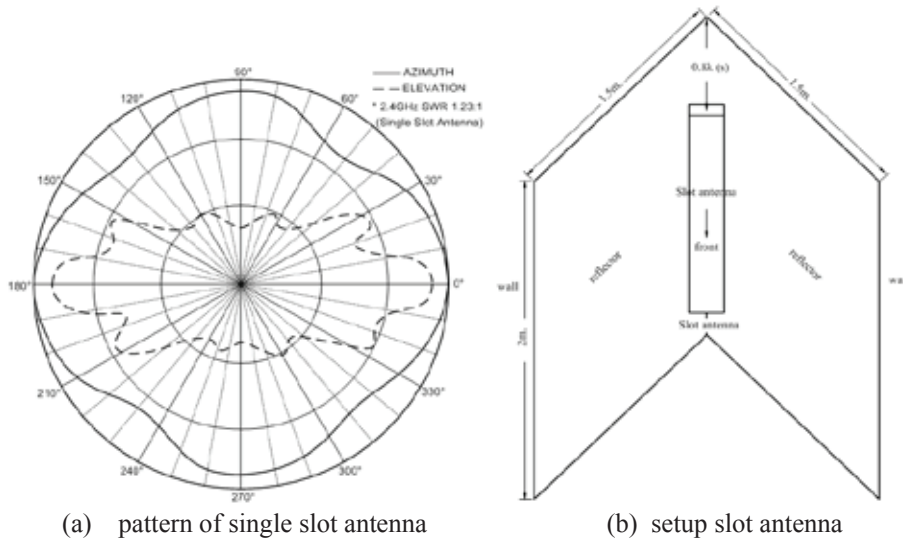 90°
AZIMUTH
ELEVATION
* 2.4GHz SWR 1.23:1
(Single Slot Antenna)
120°
60°
150°
30°
180°
0°
210°
330°
240°
300°
270°
1.5m.
1.5m.
Slot antenna
front
reflector
reflector
wall
wa
2m.
Slot antenna
(a) pattern of single slot antenna
(b) setup slot antenna